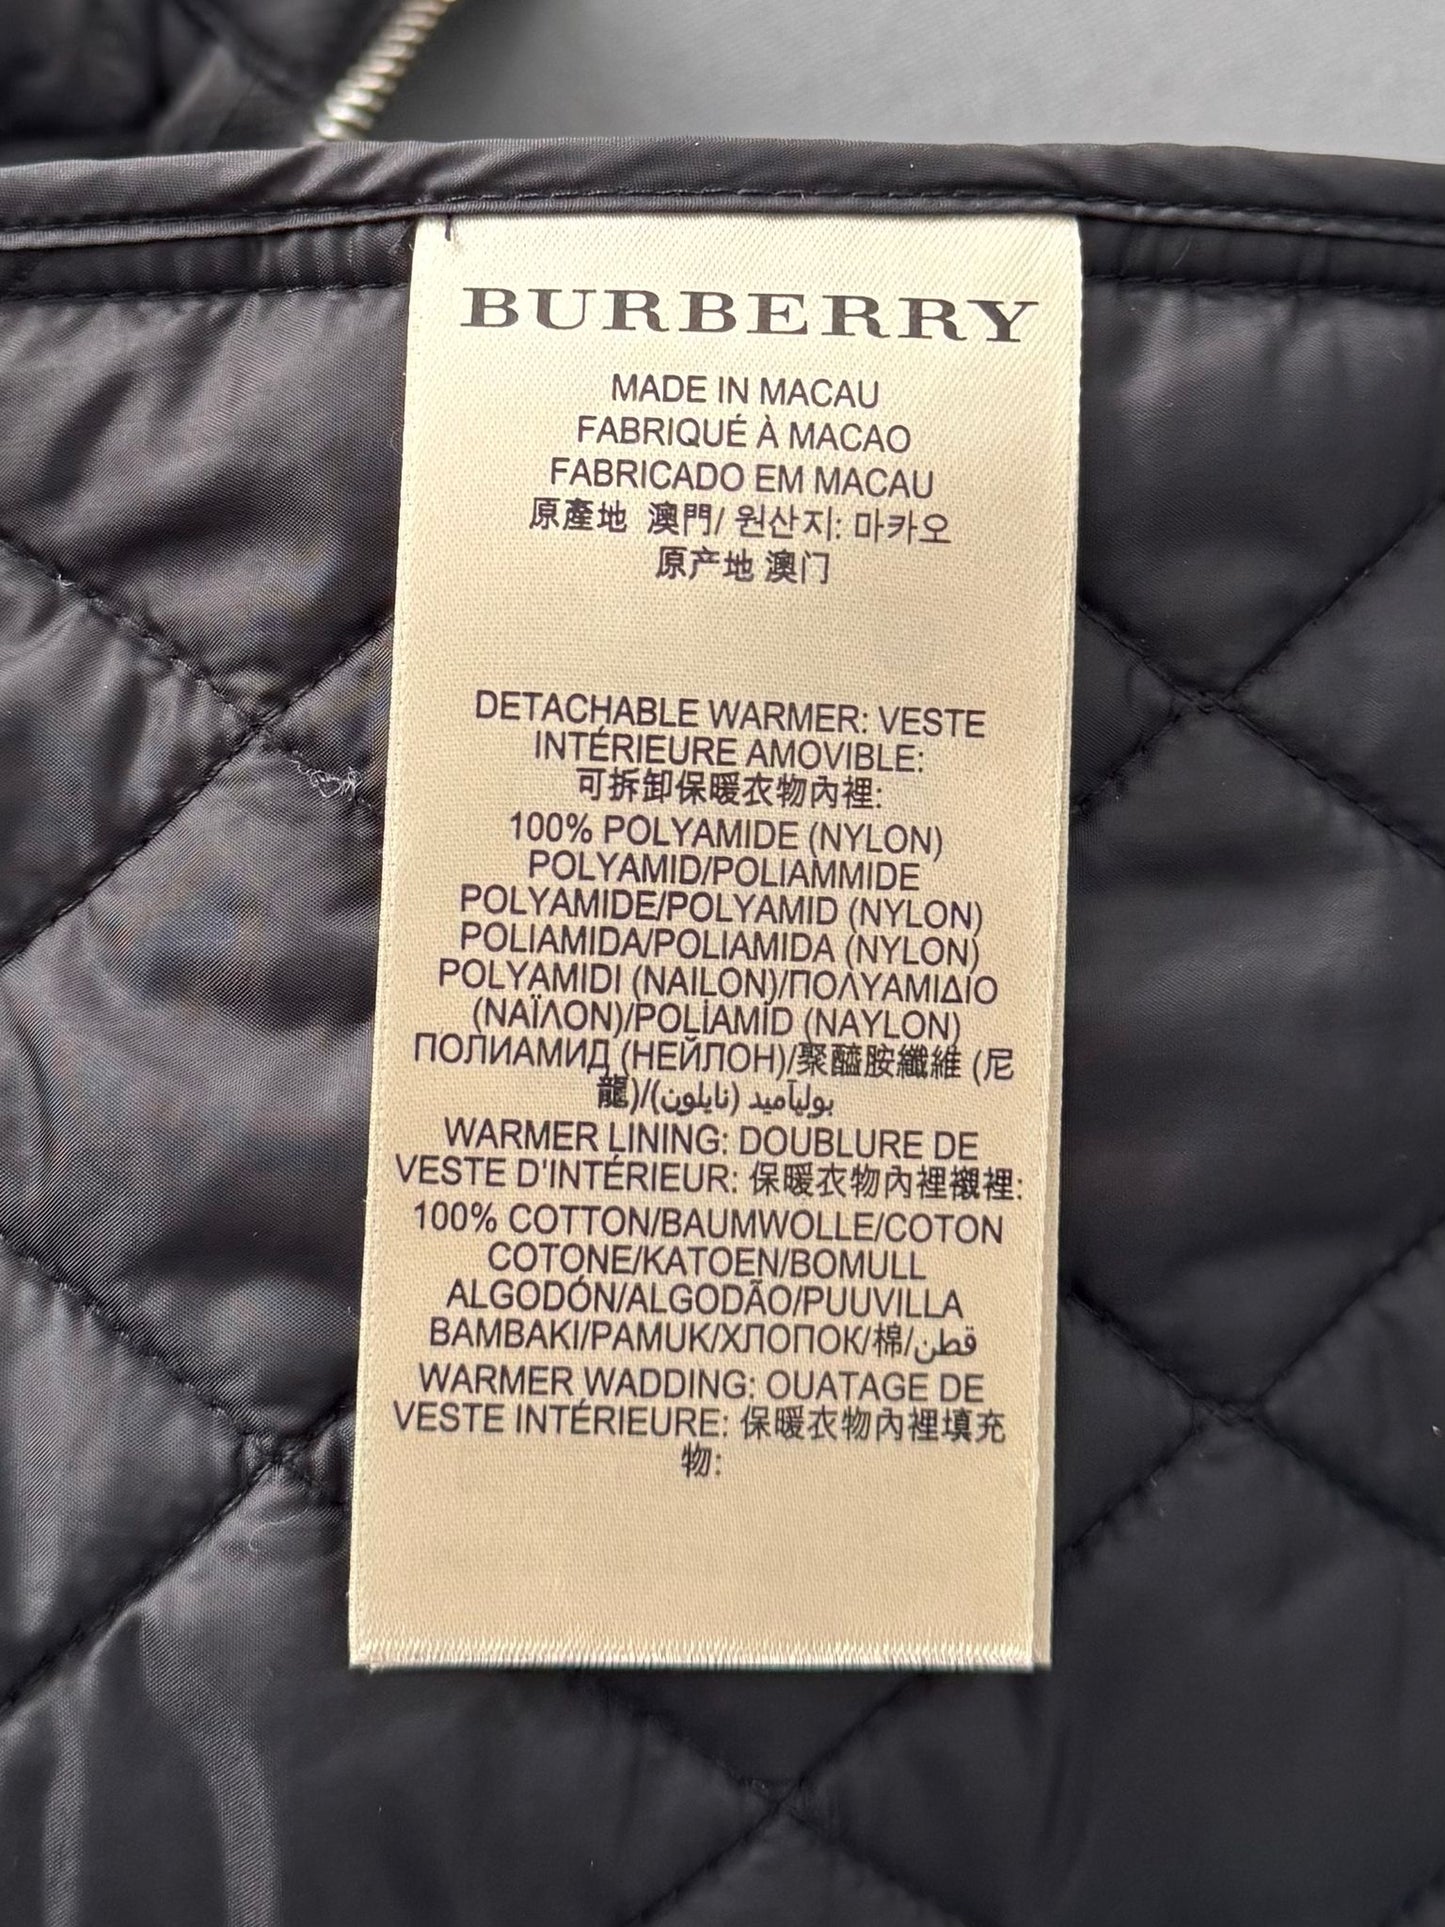 BURBERRY
MADE IN MACAU
FABRIQUÉ À MACAO
FABRICADO EM MACAU
原產地 澳門/ 원산지: 마카오
原产地 澳门
DETACHABLE WARMER: VESTE
INTÉRIEURE AMOVIBLE:
可拆卸保暖衣物內裡:
100% POLYAMIDE (NYLON)
POLYAMID/POLIAMMIDE
POLYAMIDE/POLYAMID (NYLON)
POLIAMIDA/POLIAMIDA (NYLON)
POLYAMIDI (NAILON)/ΠΟΛΥΑΜΙΔΙΟ
(ΝΑΪΛΟΝ)/POLİAMİD (NAYLON)
ПОЛИАМИД (НЕЙЛОН)/聚醯胺纖維 (尼
龍)/بولیآمید (نایلون)
WARMER LINING: DOUBLURE DE
VESTE D'INTÉRIEUR: 保暖衣物內裡襯裡:
100% COTTON/BAUMWOLLE/COTON
COTONE/KATOEN/BOMULL
ALGODÓN/ALGODÃO/PUUVILLA
BAMBAKI/PAMUK/ХЛОПОК/棉/قطن
WARMER WADDING: OUATAGE DE
VESTE INTÉRIEURE: 保暖衣物內裡填充
物: